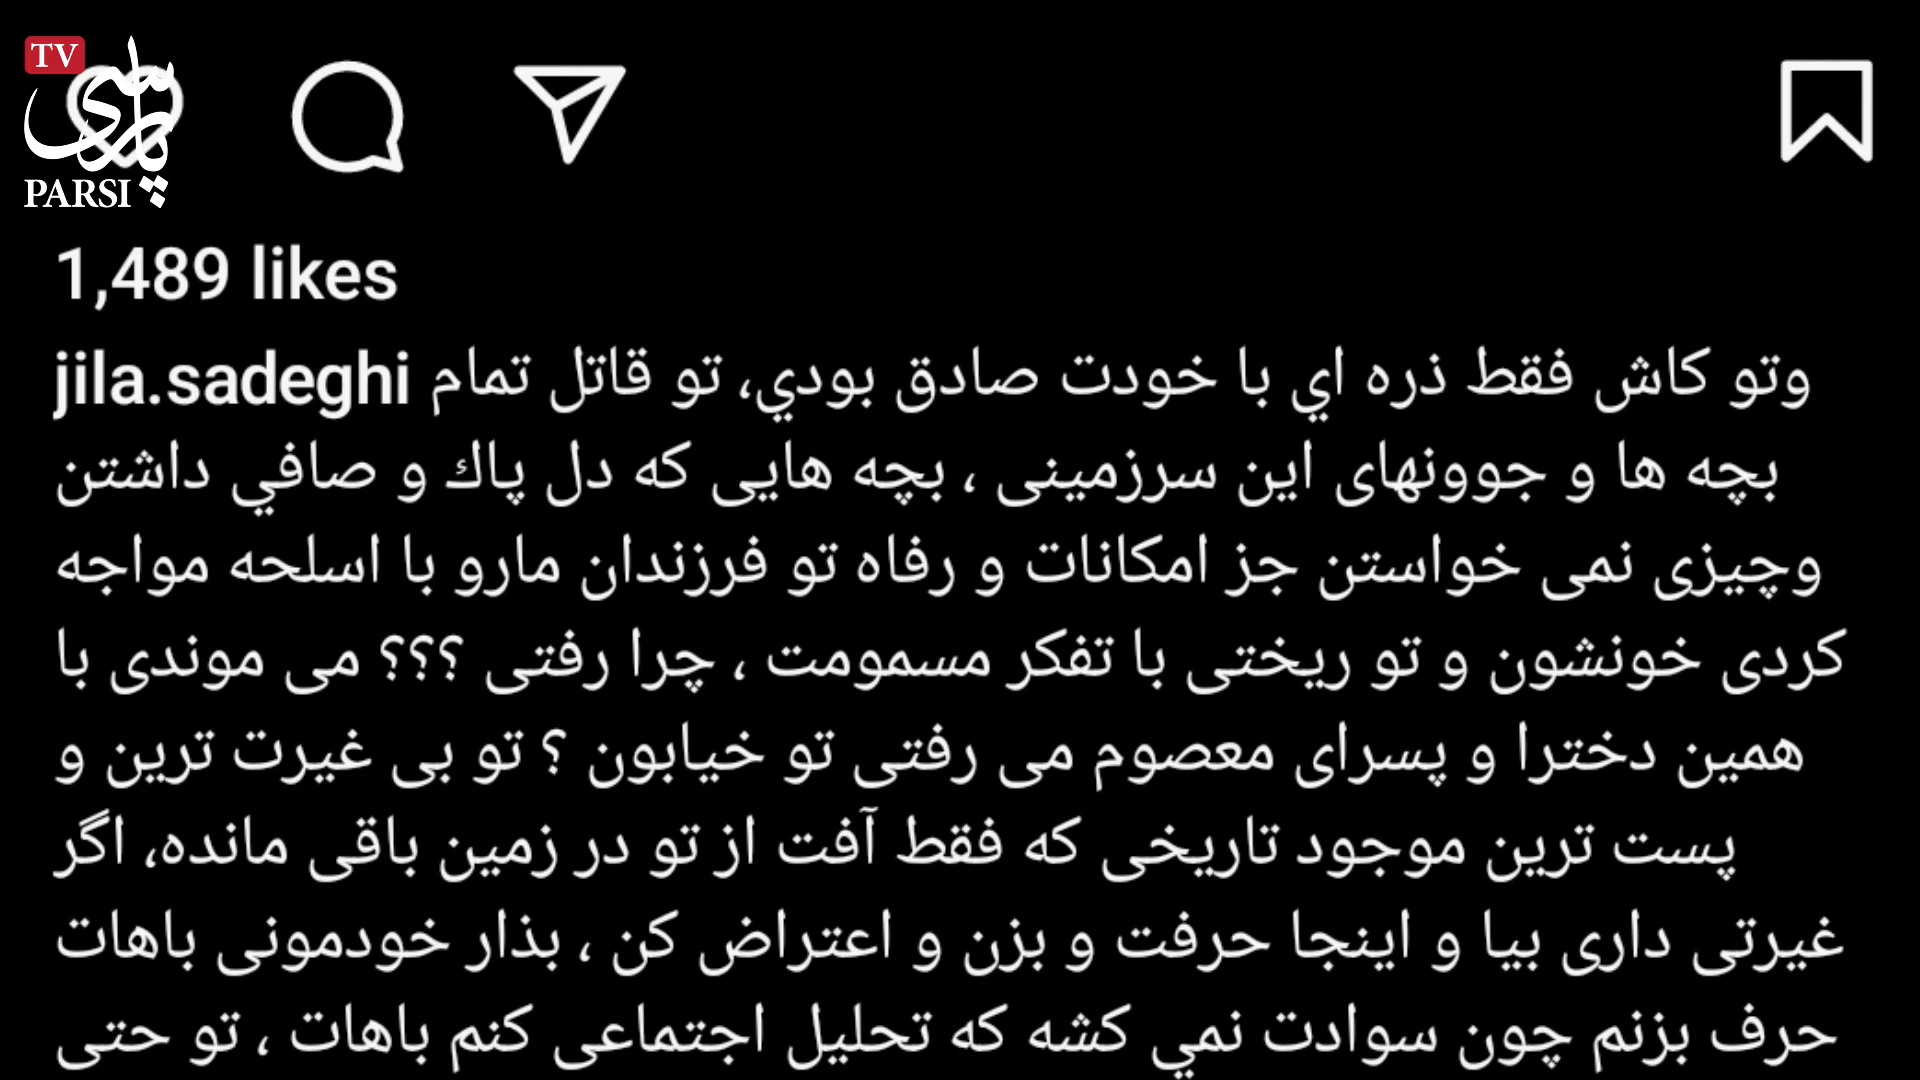 TV
پارسی
PARSI
1,489 likes
jila.sadeghi وتو كاش فقط ذره اي با خودت صادق بودي، تو قاتل تمام
بچه ها و جوونهای این سرزمینی ، بچه هایی که دل پاك و صافي داشتن
وچیزی نمی خواستن جز امکانات و رفاه تو فرزندان مارو با اسلحه مواجه
کردی خونشون و تو ریختی با تفکر مسمومت ، چرا رفتی ؟؟؟ می موندی با
همین دخترا و پسرای معصوم می رفتی تو خیابون ؟ تو بی غیرت ترین و
پست ترین موجود تاریخی که فقط آفت از تو در زمین باقی مانده، اگر
غیرتی داری بیا و اینجا حرفت و بزن و اعتراض کن ، بذار خودمونی باهات
حرف بزنم چون سوادت نمي کشه که تحلیل اجتماعی کنم باهات ، تو حتی